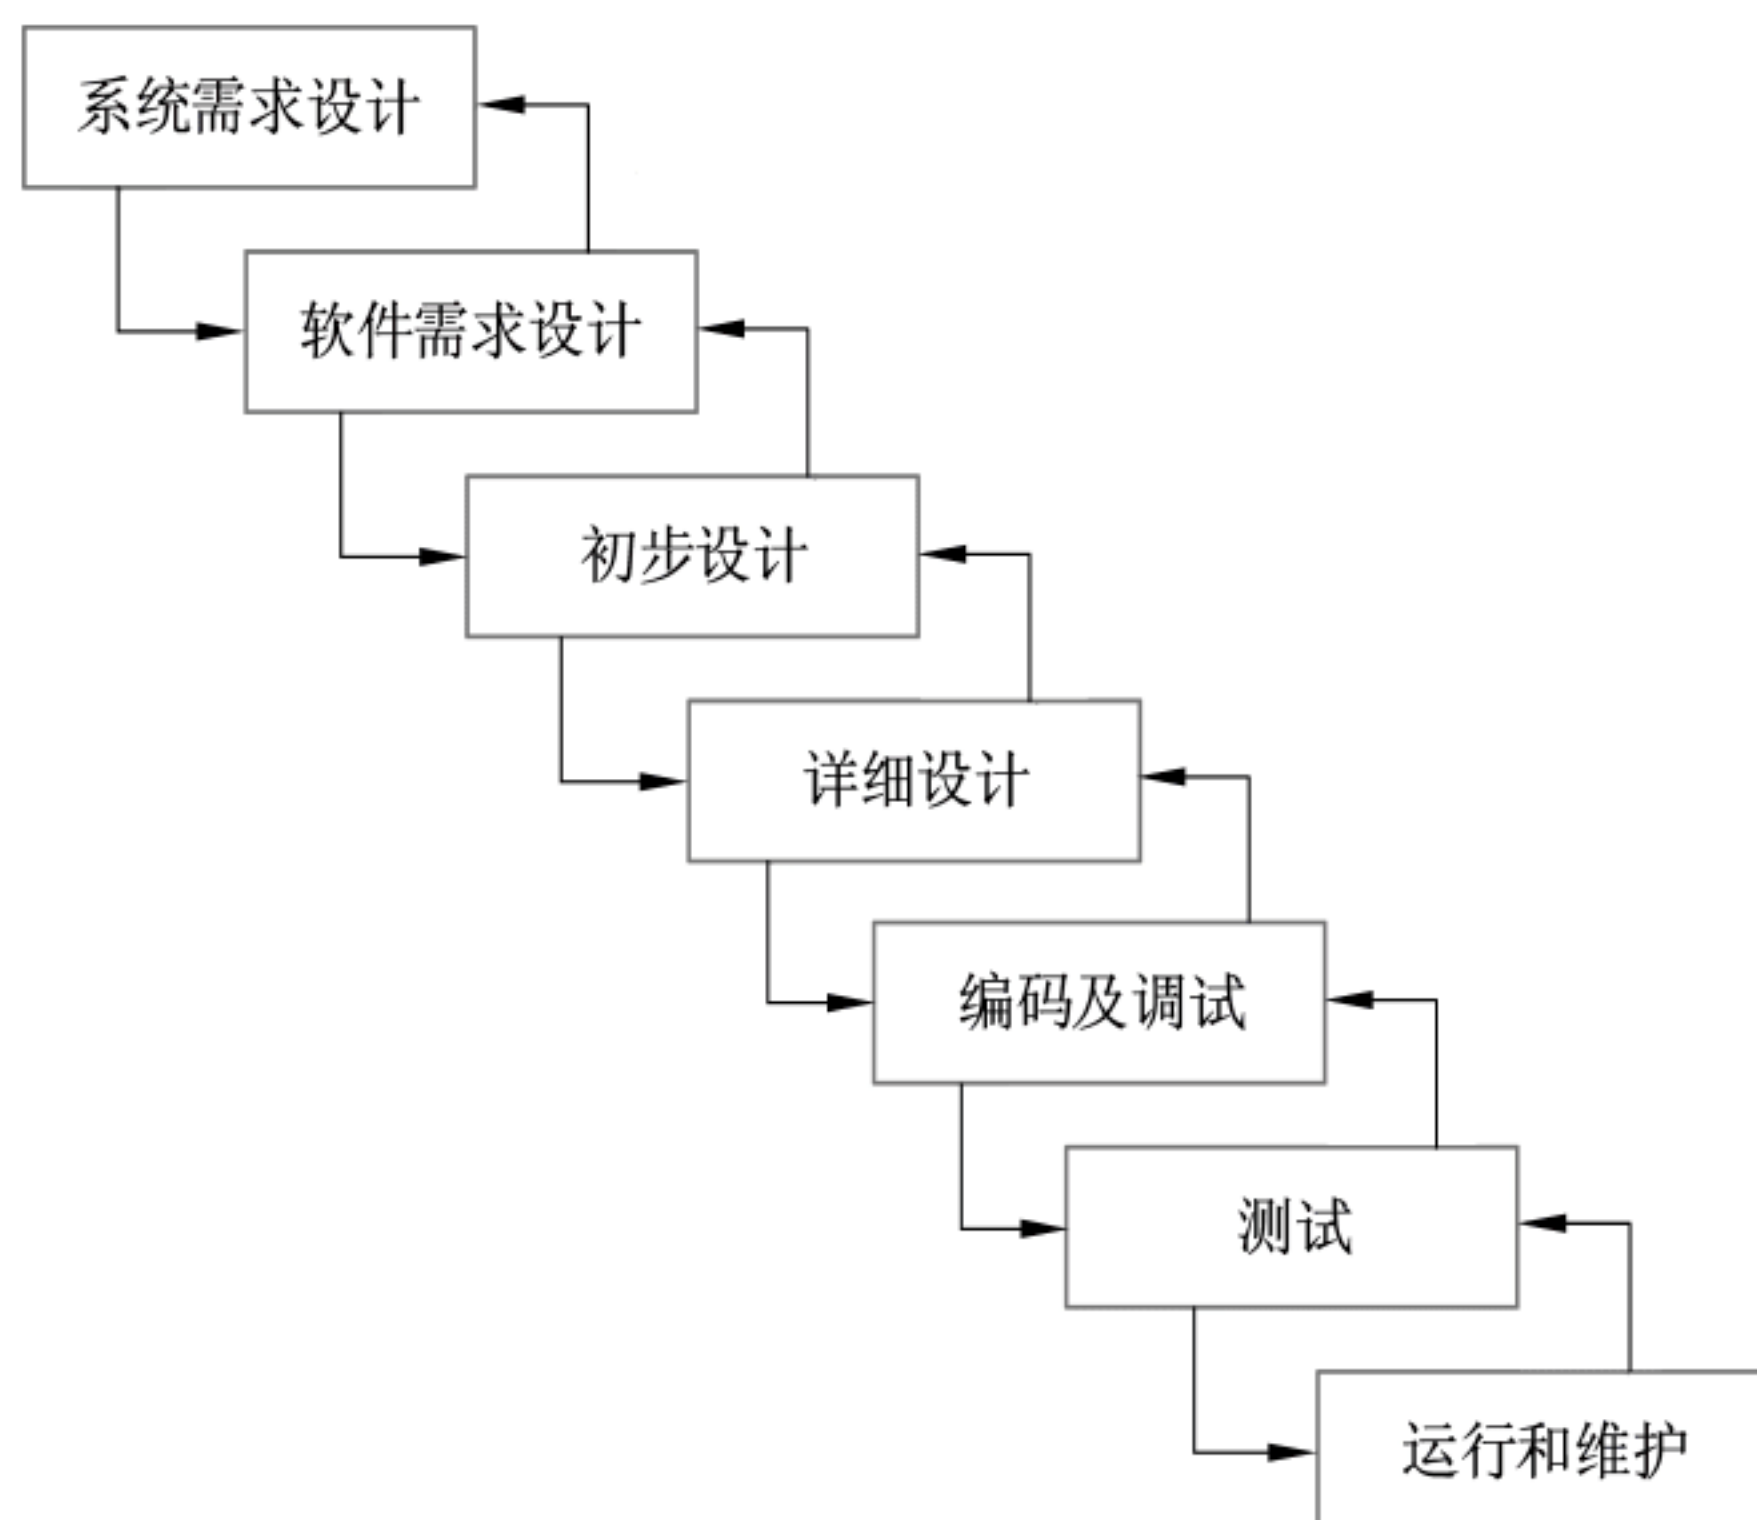 系统需求设计
软件需求设计
初步设计
详细设计
编码及调试
测试
运行和维护